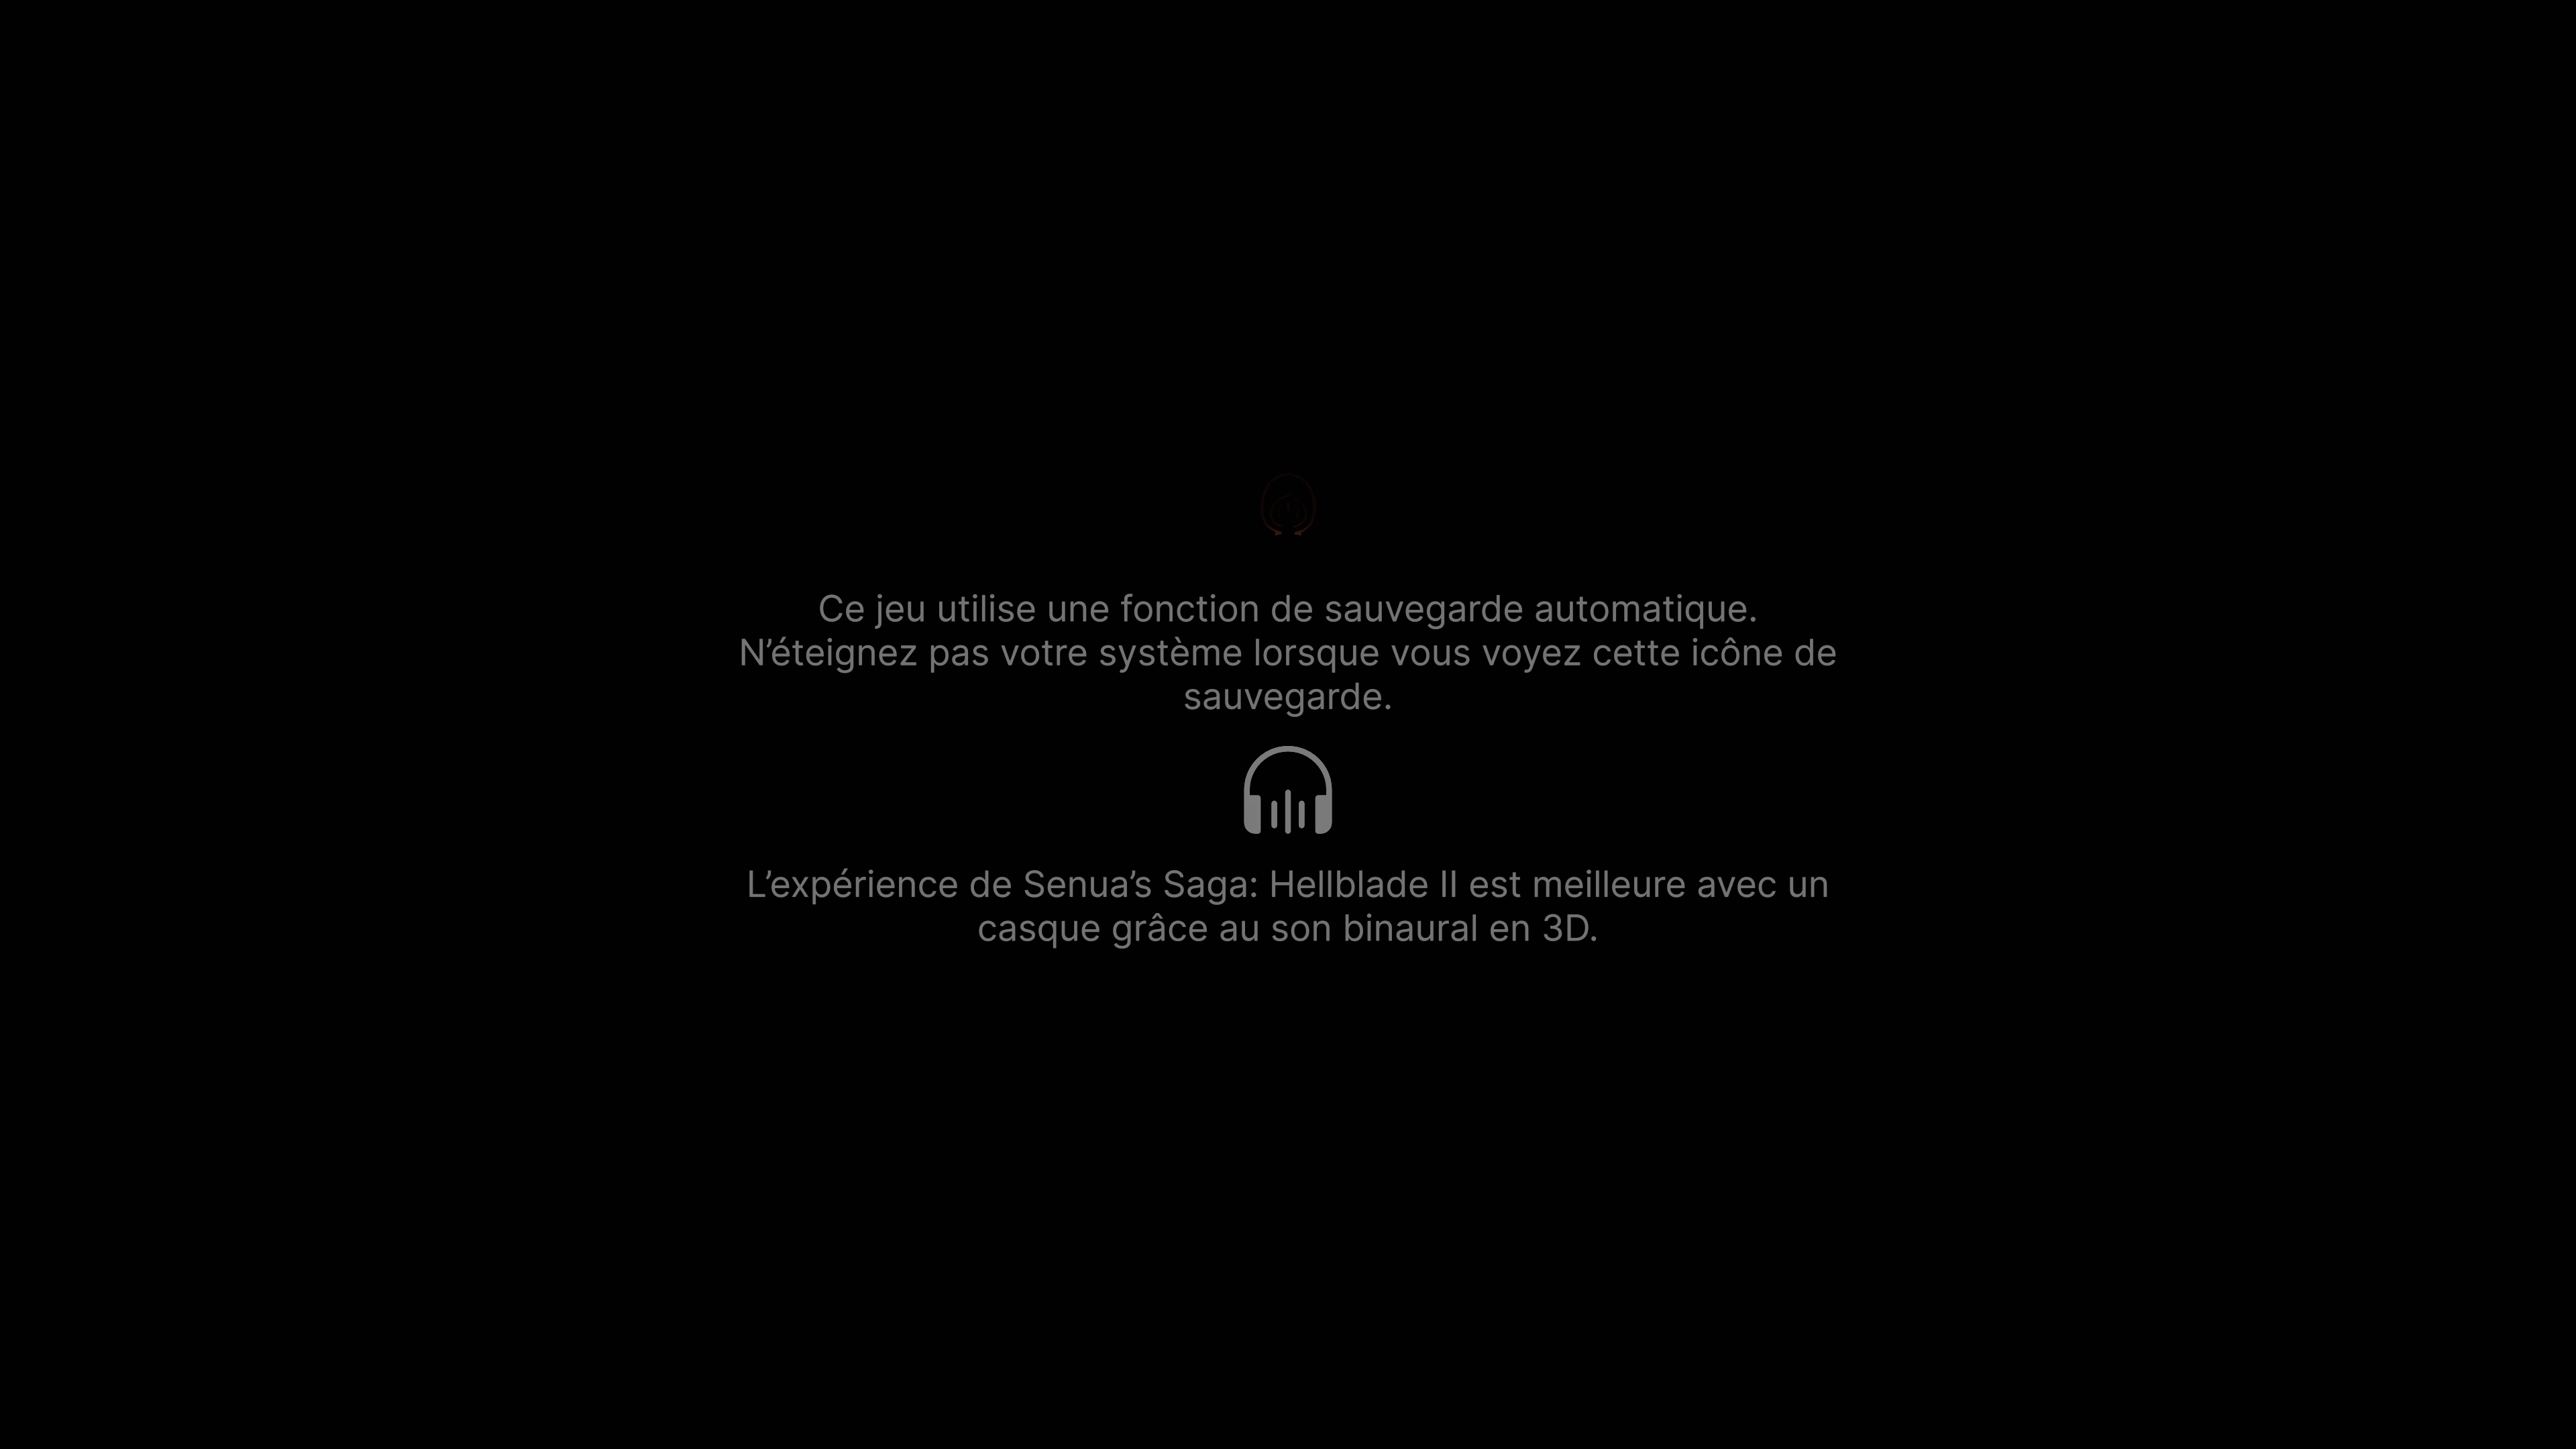 Ce jeu utilise une fonction de sauvegarde automatique.
N’éteignez pas votre système lorsque vous voyez cette icône de
sauvegarde.
L’expérience de Senua’s Saga: Hellblade II est meilleure avec un
casque grâce au son binaural en 3D.